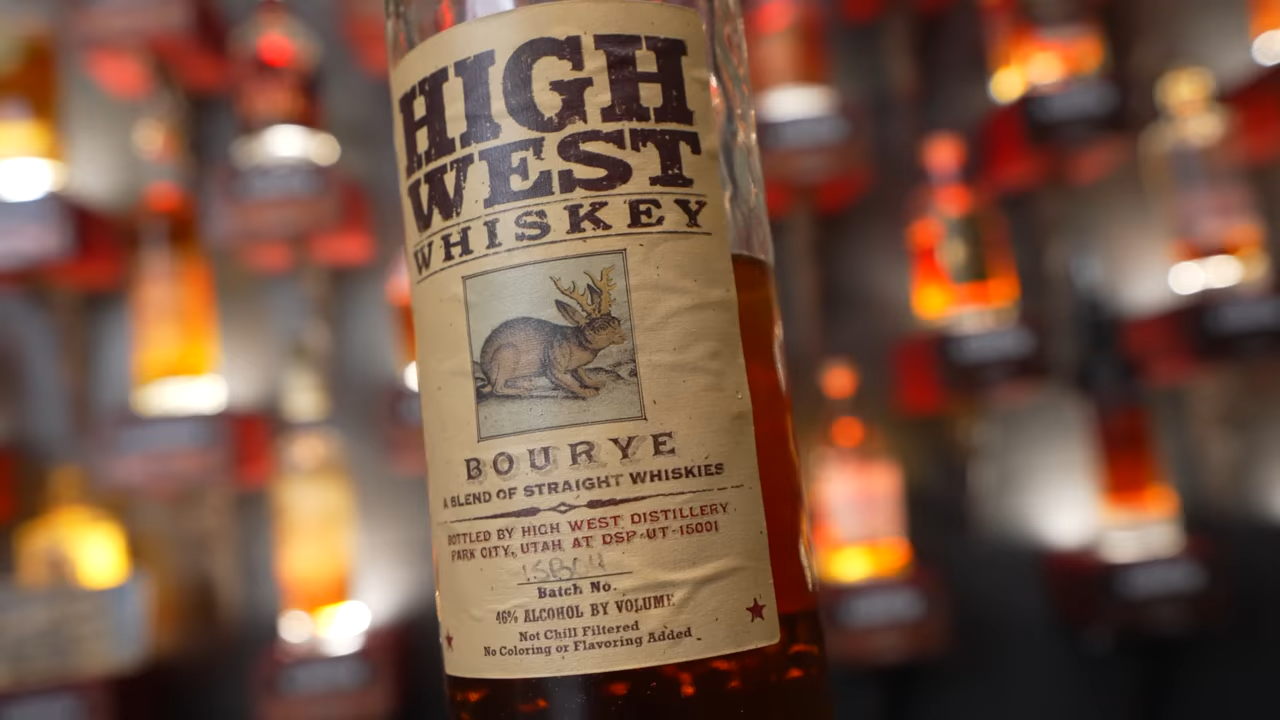 HIGH
WEST
WHISKEY
BOURYE
A BLEND OF STRAIGHT WHISKIES
BOTTLED BY HIGH WEST DISTILLERY
PARK CITY, UTAH AT DSP-UT-15001
Batch No.
46% ALCOHOL BY VOLUME
Not Chill Filtered
No Coloring or Flavoring Added